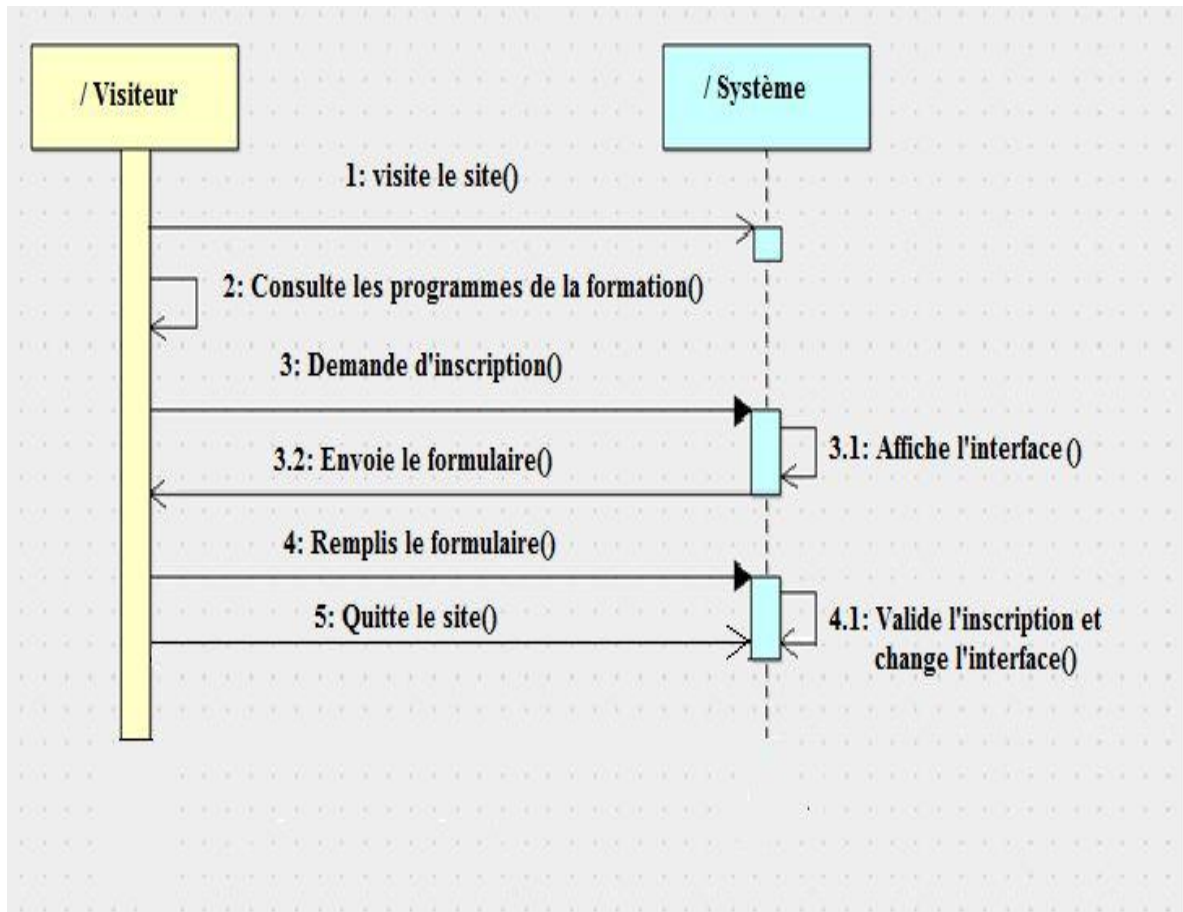 / Visiteur
/ Système
1: visite le site()
2: Consulte les programmes de la formation()
3: Demande d'inscription()
3.1: Affiche l'interface ()
3.2: Envoie le formulaire()
4: Remplis le formulaire()
5: Quitte le site()
4.1: Valide l'inscription et
change l'interface()